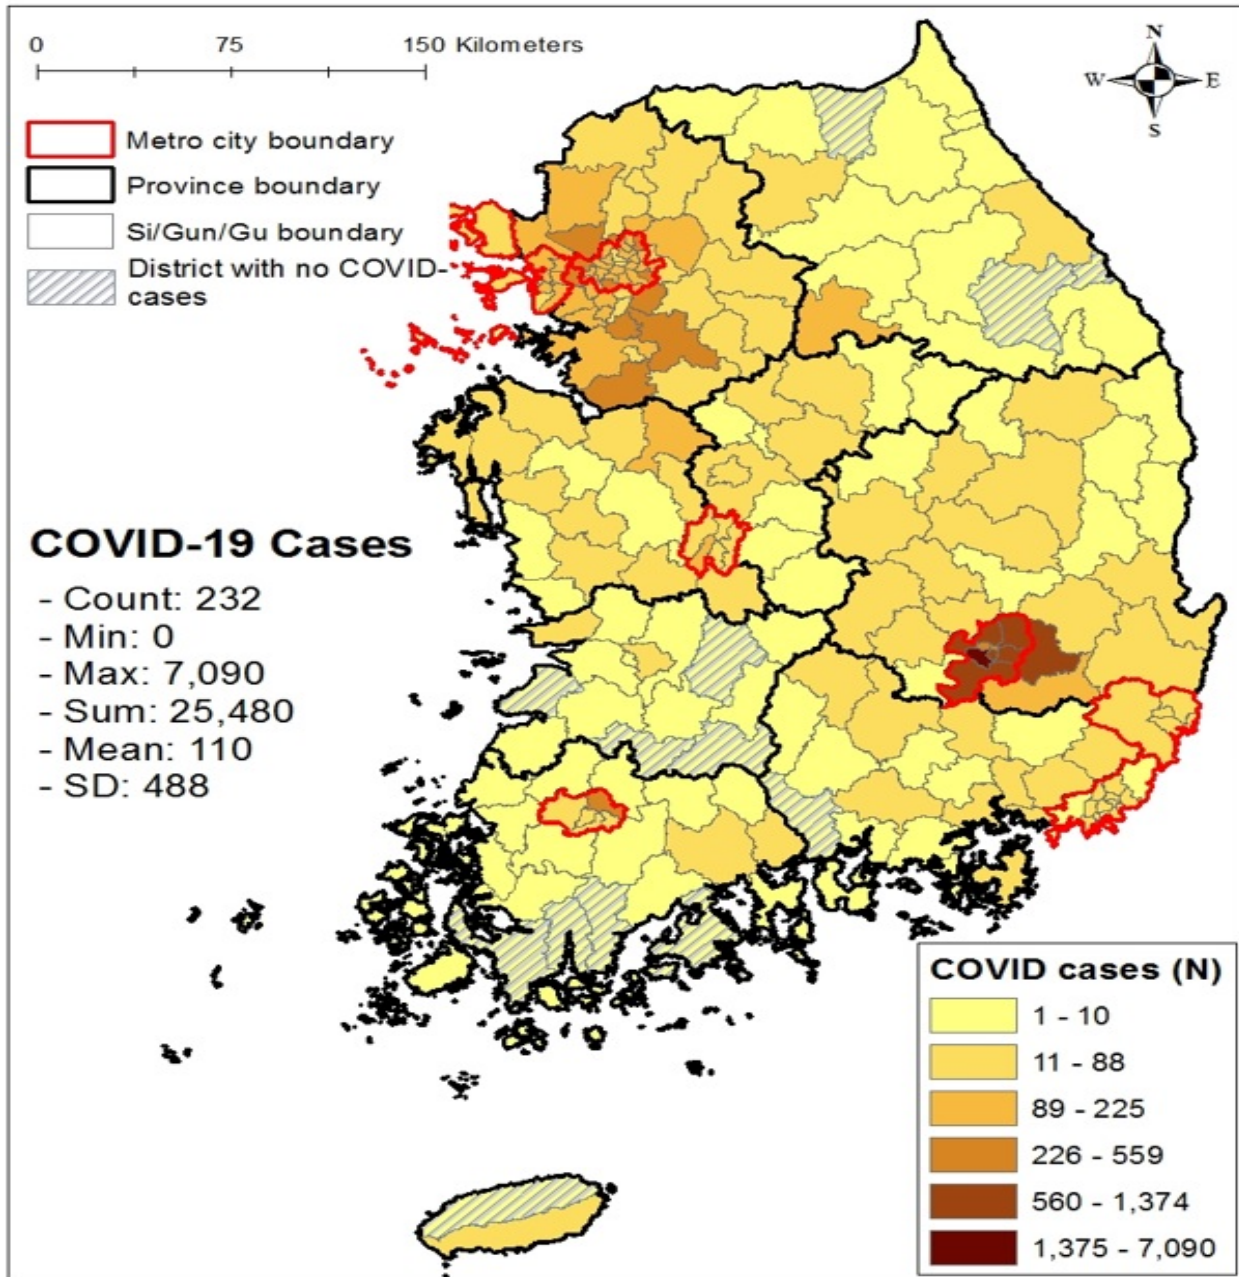 0 75 150 Kilometers
N
W E
S
Metro city boundary
Province boundary
Si/Gun/Gu boundary
District with no COVID-
cases
COVID-19 Cases
- Count: 232
- Min: 0
- Max: 7,090
- Sum: 25,480
- Mean: 110
- SD: 488
COVID cases (N)
1 - 10
11 - 88
89 - 225
226 - 559
560 - 1,374
1,375 - 7,090